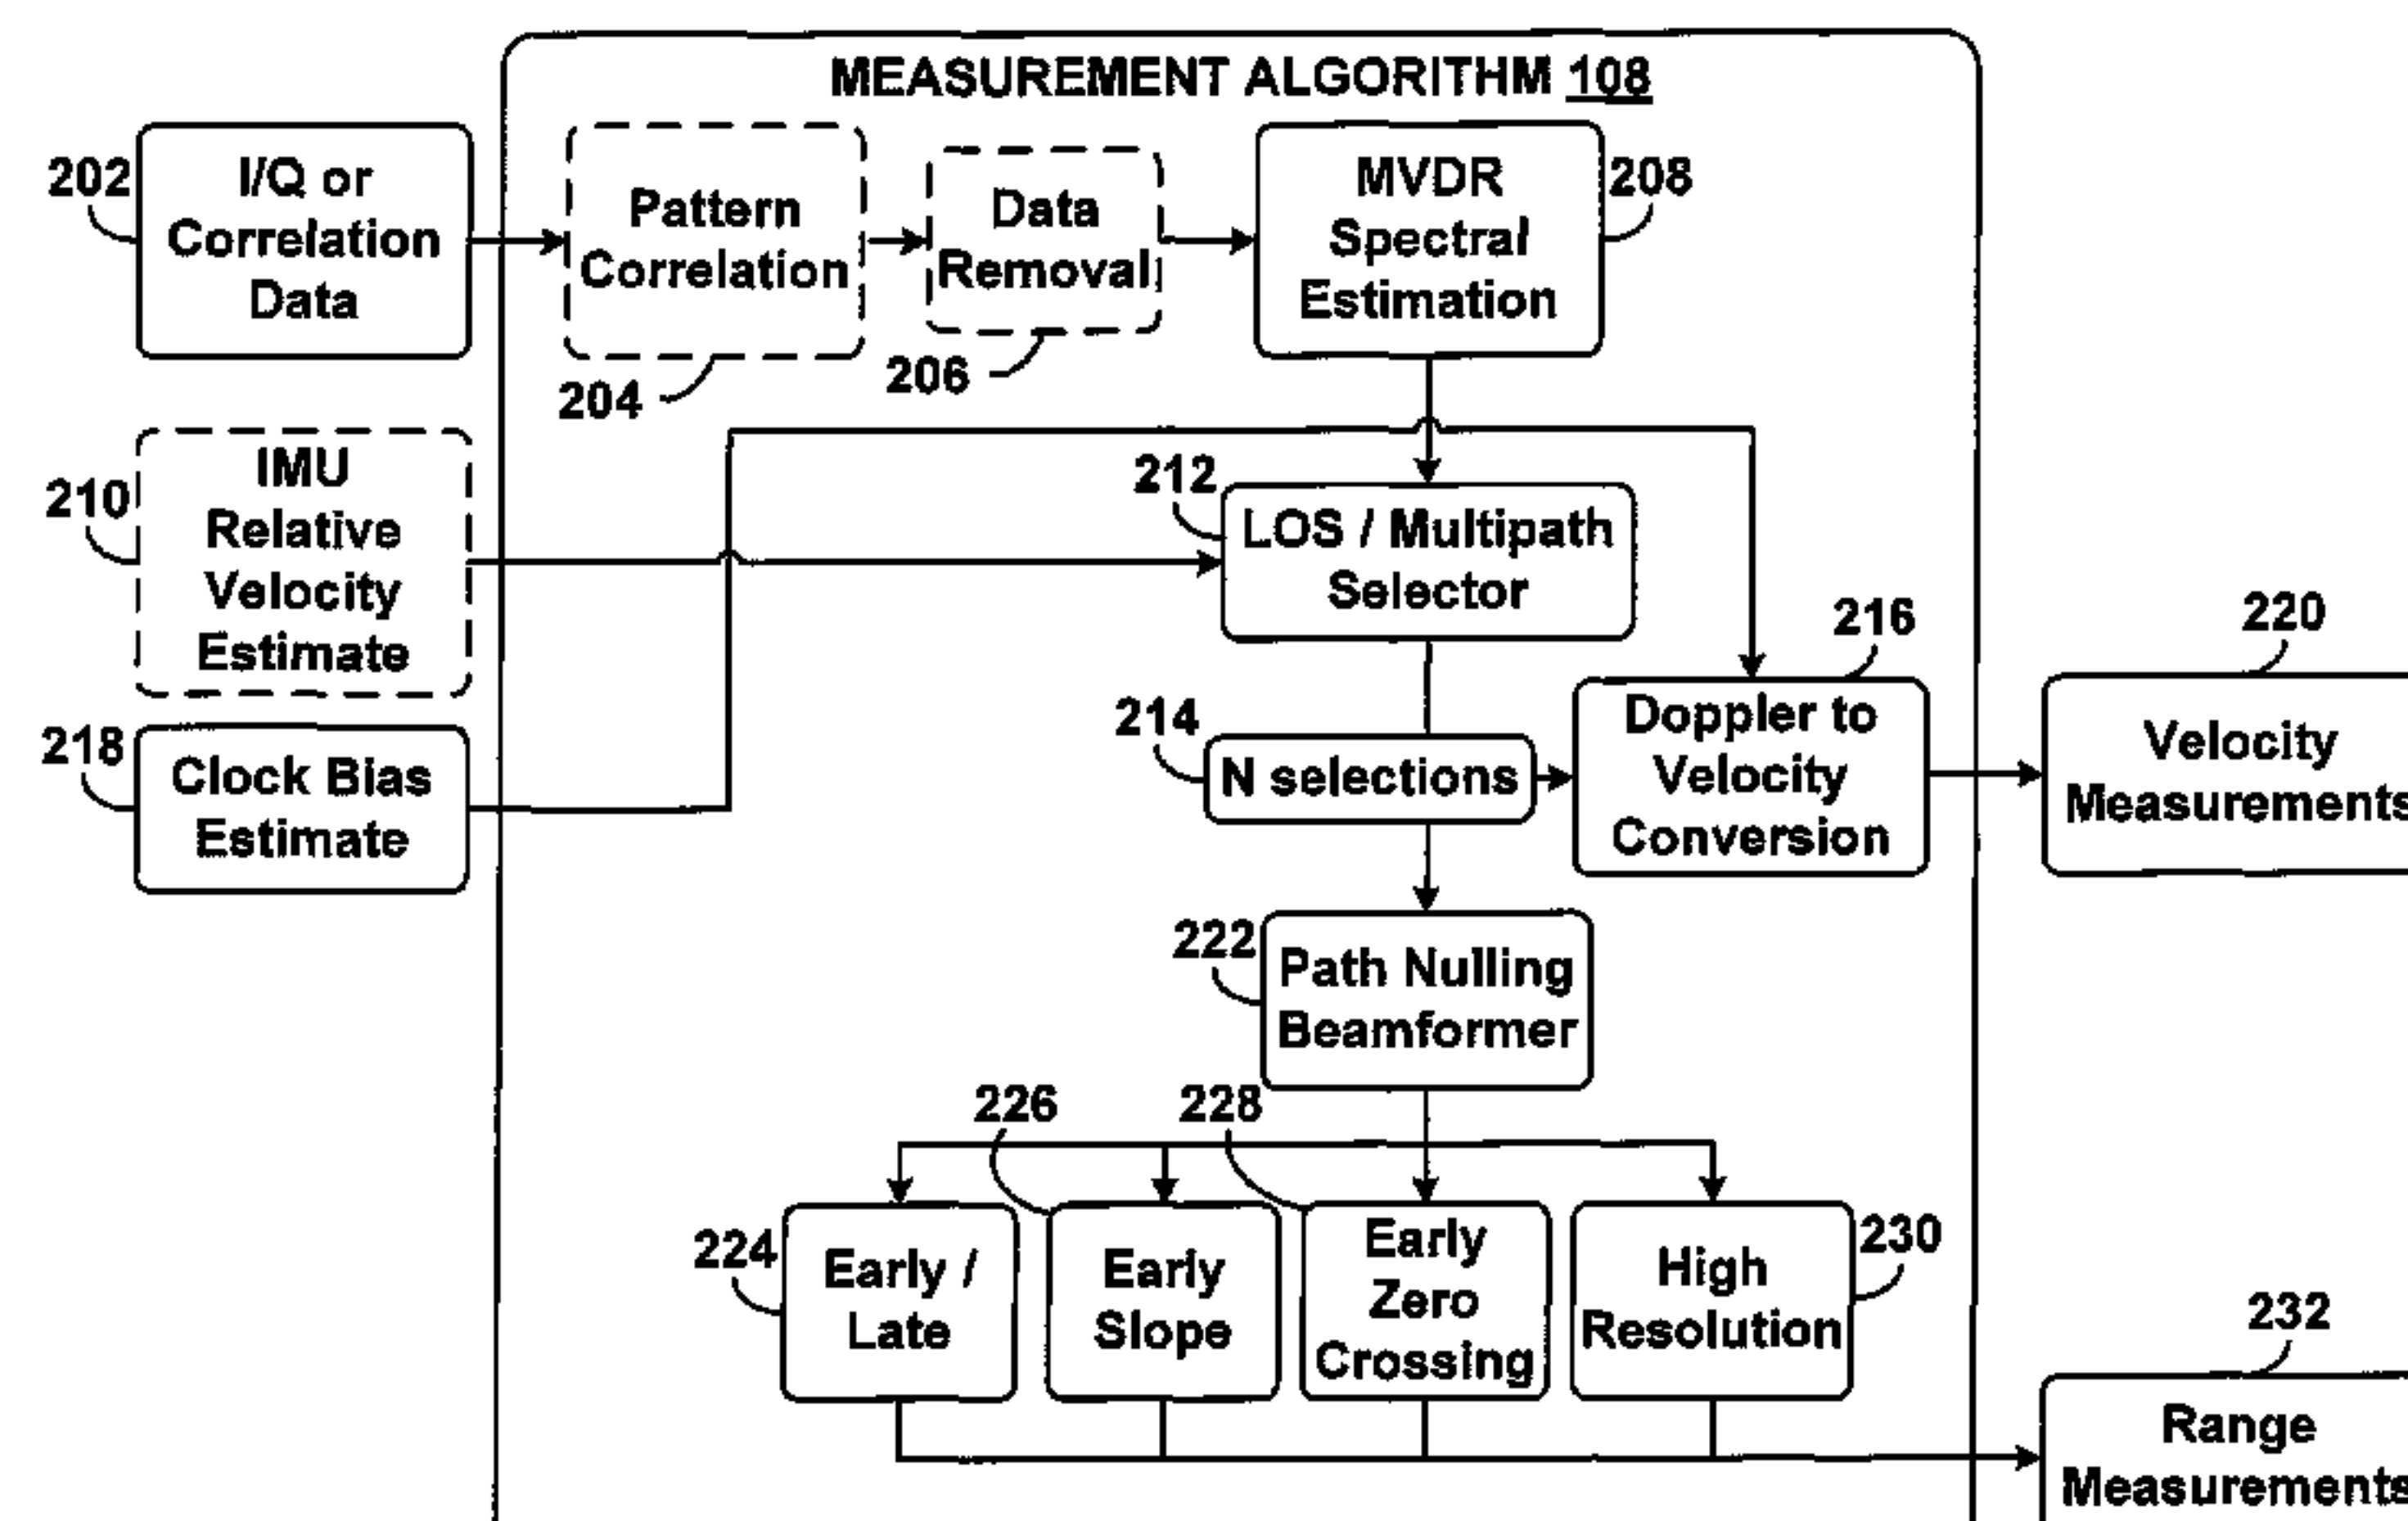 MEASUREMENT ALGORITHM 108
202
I/Q or
Correlation
Data
Pattern
Correlation
204
Data
Removal
206
MVDR
Spectral
Estimation
208
210
IMU
Relative
Velocity
Estimate
212
LOS / Multipath
Selector
218
Clock Bias
Estimate
214
N selections
216
Doppler to
Velocity
Conversion
220
Velocity
Measurements
222
Path Nulling
Beamformer
224
Early /
Late
226
Early
Slope
228
Early
Zero
Crossing
230
High
Resolution
232
Range
Measurements